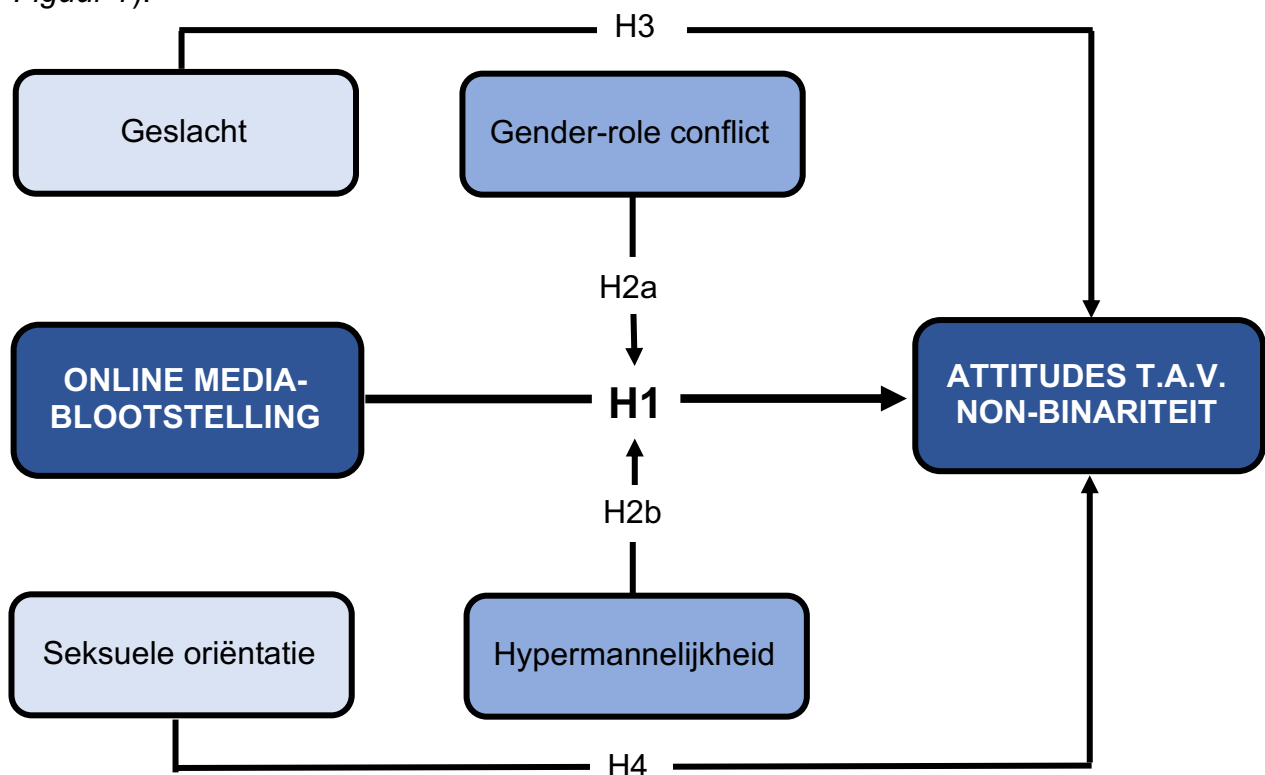 Figuur 1).
H3
Geslacht
Gender-role conflict
H2a
ONLINE MEDIA-
BLOOTSTELLING
H1
ATTITUDES T.A.V.
NON-BINARITEIT
H2b
Seksuele oriëntatie
Hypermannelijkheid
H4